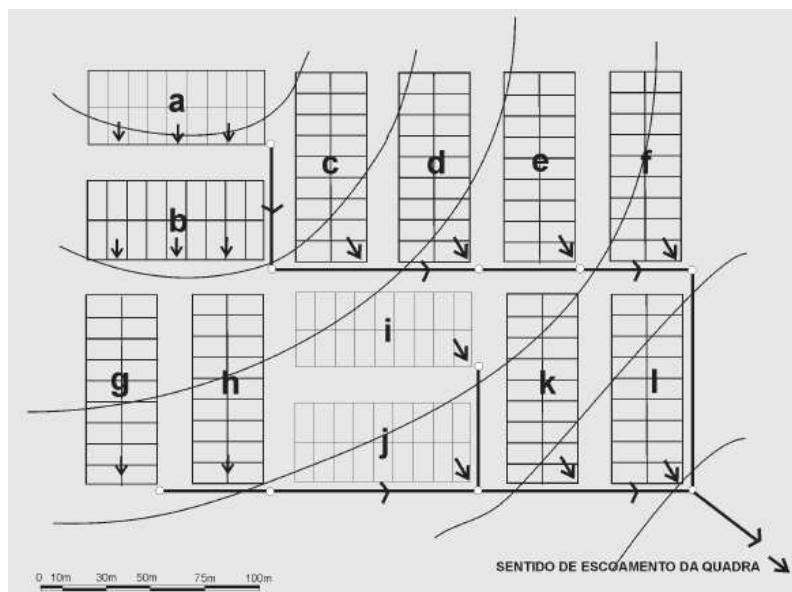 a
b
c
d
e
f
g
h
i
j
k
l
SENTIDO DE ESCOAMENTO DA QUADRA
0 10m 30m 50m 75m 100m